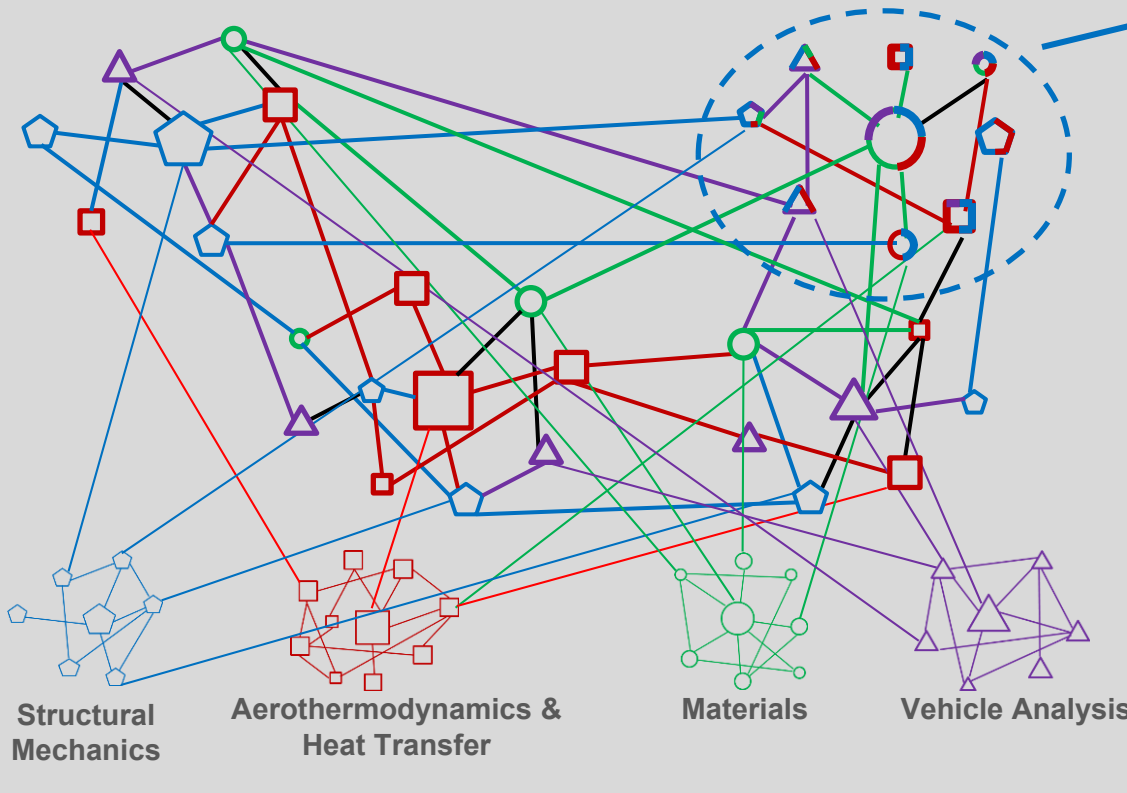 Structural
Mechanics
Aerothermodynamics &
Heat Transfer
Materials
Vehicle Analysis